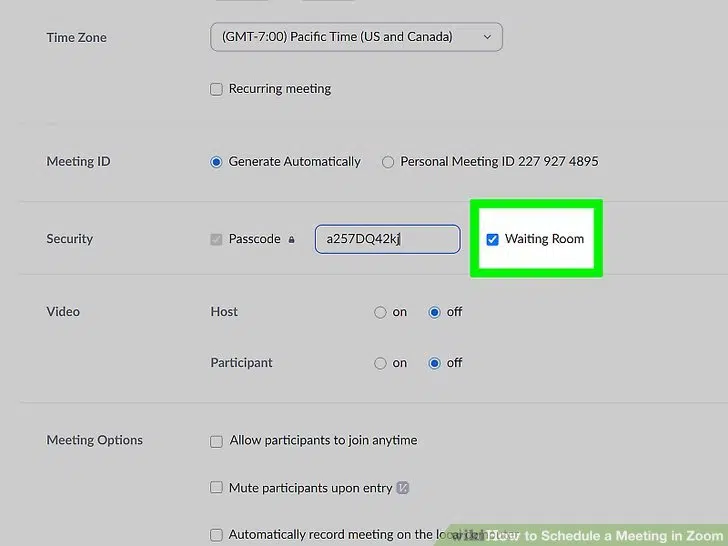 Time Zone
(GMT-7:00) Pacific Time (US and Canada)
Recurring meeting
Meeting ID
Generate Automatically
Personal Meeting ID 227 927 4895
Security
Passcode
a257DQ42kj
Waiting Room
Video
Host
on
off
Participant
on
off
Meeting Options
Allow participants to join anytime
Mute participants upon entry
Automatically record meeting on the local computer
wikiHow to Schedule a Meeting in Zoom